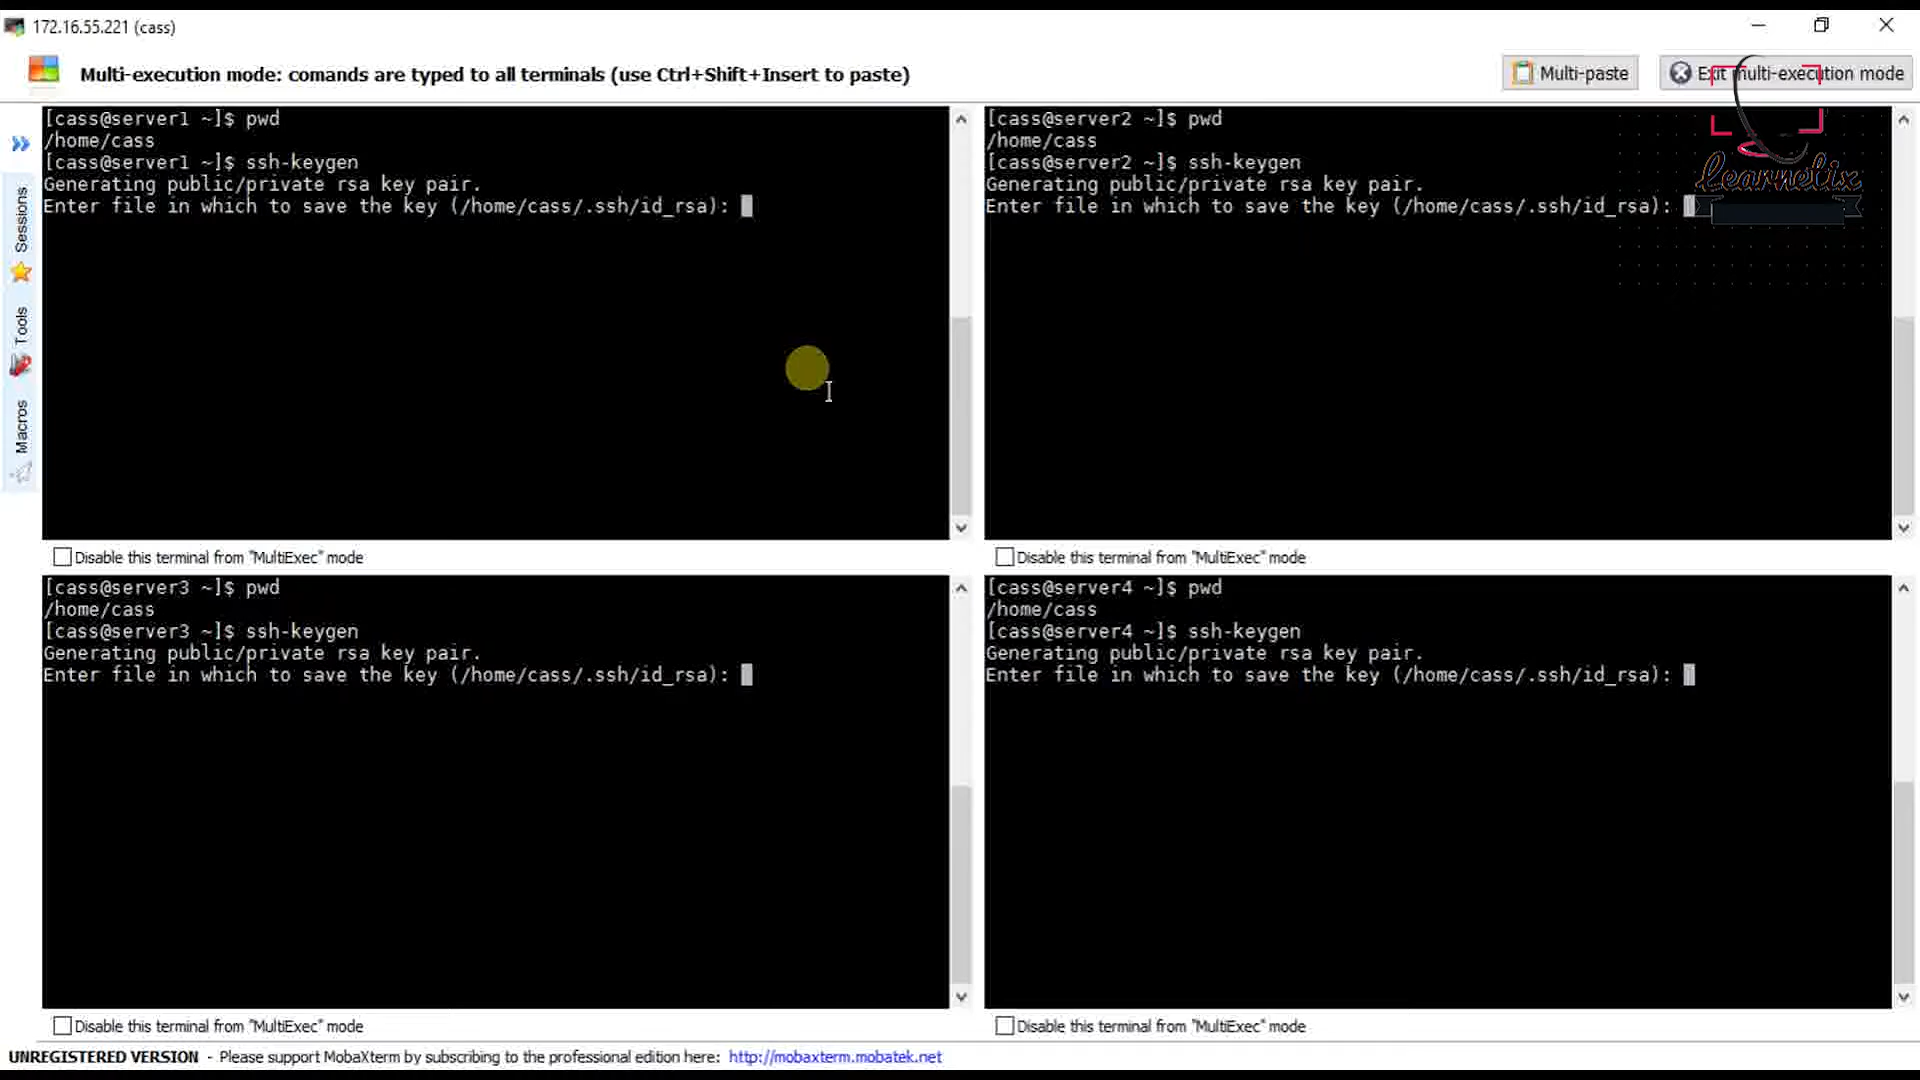 172.16.55.221 (cass)
Multi-execution mode: comands are typed to all terminals (use Ctrl+Shift+Insert to paste)
Multi-paste
Exit multi-execution mode
Sessions
Tools
Macros
[cass@server1 ~]$ pwd
/home/cass
[cass@server1 ~]$ ssh-keygen
Generating public/private rsa key pair.
Enter file in which to save the key (/home/cass/.ssh/id_rsa):
Disable this terminal from "MultiExec" mode
[cass@server2 ~]$ pwd
/home/cass
[cass@server2 ~]$ ssh-keygen
Generating public/private rsa key pair.
Enter file in which to save the key (/home/cass/.ssh/id_rsa):
Learnetix
Disable this terminal from "MultiExec" mode
[cass@server3 ~]$ pwd
/home/cass
[cass@server3 ~]$ ssh-keygen
Generating public/private rsa key pair.
Enter file in which to save the key (/home/cass/.ssh/id_rsa):
Disable this terminal from "MultiExec" mode
[cass@server4 ~]$ pwd
/home/cass
[cass@server4 ~]$ ssh-keygen
Generating public/private rsa key pair.
Enter file in which to save the key (/home/cass/.ssh/id_rsa):
Disable this terminal from "MultiExec" mode
UNREGISTERED VERSION - Please support MobaXterm by subscribing to the professional edition here: http://mobaxterm.mobatek.net